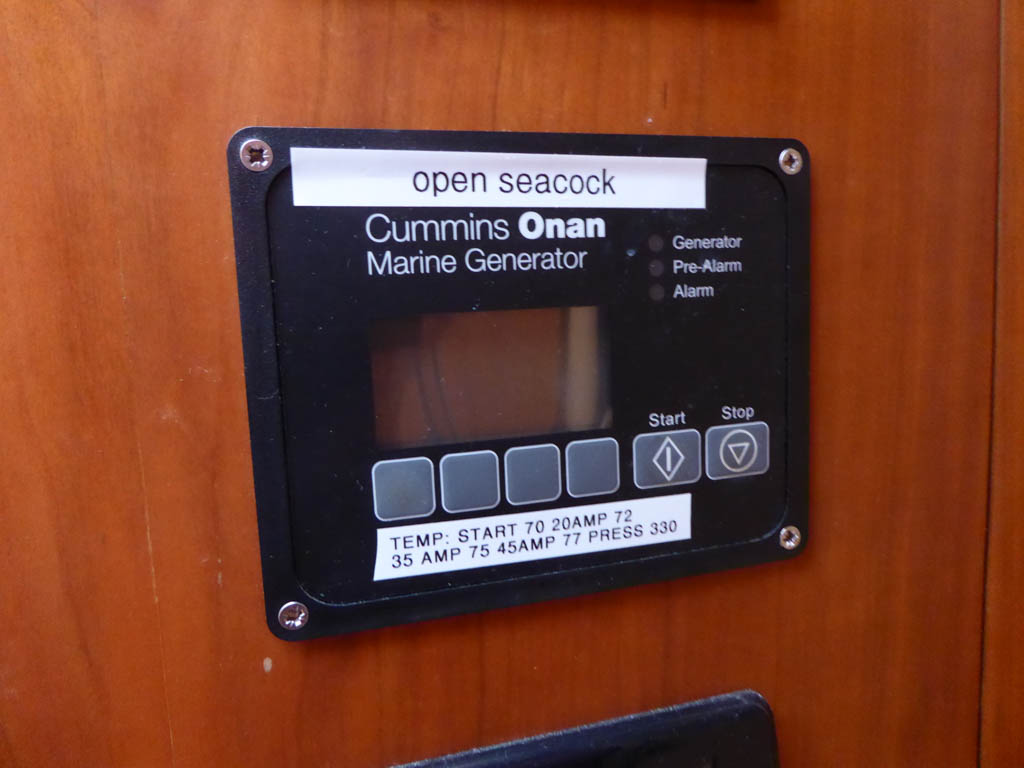 open seacock
Cummins Onan
Marine Generator
Generator
Pre-Alarm
Alarm
Start
Stop
TEMP: START 70 20AMP 72
35 AMP 75 45AMP 77 PRESS 330